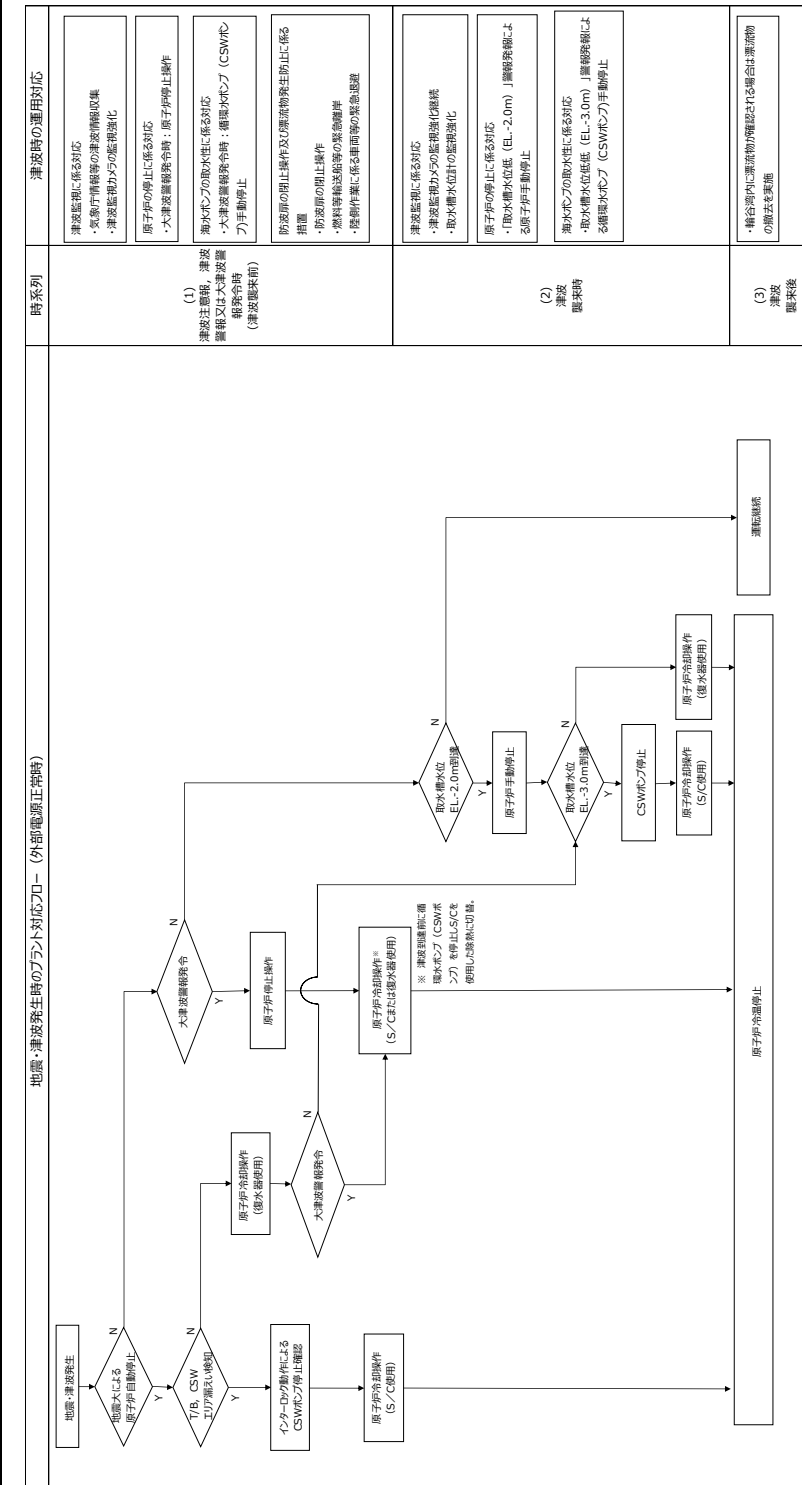 地震・津波発生時のプラント対応フロー（外部電源正常時）
時系列
津波時の運用対応
地震・津波発生
地震大による
原子炉自動停止
N
Y
T/B，CSW
エリア漏えい検知
N
Y
インターロック動作による
CSWポンプ停止確認
原子炉冷却操作
（S/C使用）
原子炉冷却操作
（復水器使用）
大津波警報発令
N
Y
大津波警報発令
N
Y
原子炉停止操作
原子炉冷却操作※
（S／Cまたは復水器使用）
※ 津波到達前に循
環水ポンプ（CSWポ
ンプ）を停止しS/Cを
使用した除熱に切替。
取水槽水位
EL.-2.0m到達
N
Y
原子炉手動停止
取水槽水位
EL.-3.0m到達
N
Y
CSWポンプ停止
原子炉冷却操作
（S/C使用）
原子炉冷却操作
（復水器使用）
原子炉冷温停止
運転継続
(1)
津波注意報，津波
警報又は大津波警
報発令時
（津波襲来前）
津波監視に係る対応
・気象庁情報等の津波情報収集
・津波監視カメラの監視強化
原子炉の停止に係る対応
・大津波警報発令時：原子炉停止操作
海水ポンプの取水性に係る対応
・大津波警報発令時：循環水ポンプ（CSWポン
プ）手動停止
防波扉の閉止操作及び漂流物発生防止に係る
措置
・防波扉の閉止操作
・燃料等輸送船等の緊急離岸
・陸側作業に係る車両等の緊急退避
(2)
津波
襲来時
津波監視に係る対応
・津波監視カメラの監視強化継続
・取水槽水位計の監視強化
原子炉の停止に係る対応
・「取水槽水位低（EL.-2.0m）」警報発報によ
る原子炉手動停止
海水ポンプの取水性に係る対応
・取水槽水位低低（EL.-3.0m）」警報発報によ
る循環水ポンプ（CSWポンプ）手動停止
(3)
津波
襲来後
・輪谷湾内に漂流物が確認される場合は漂流物
の撤去を実施